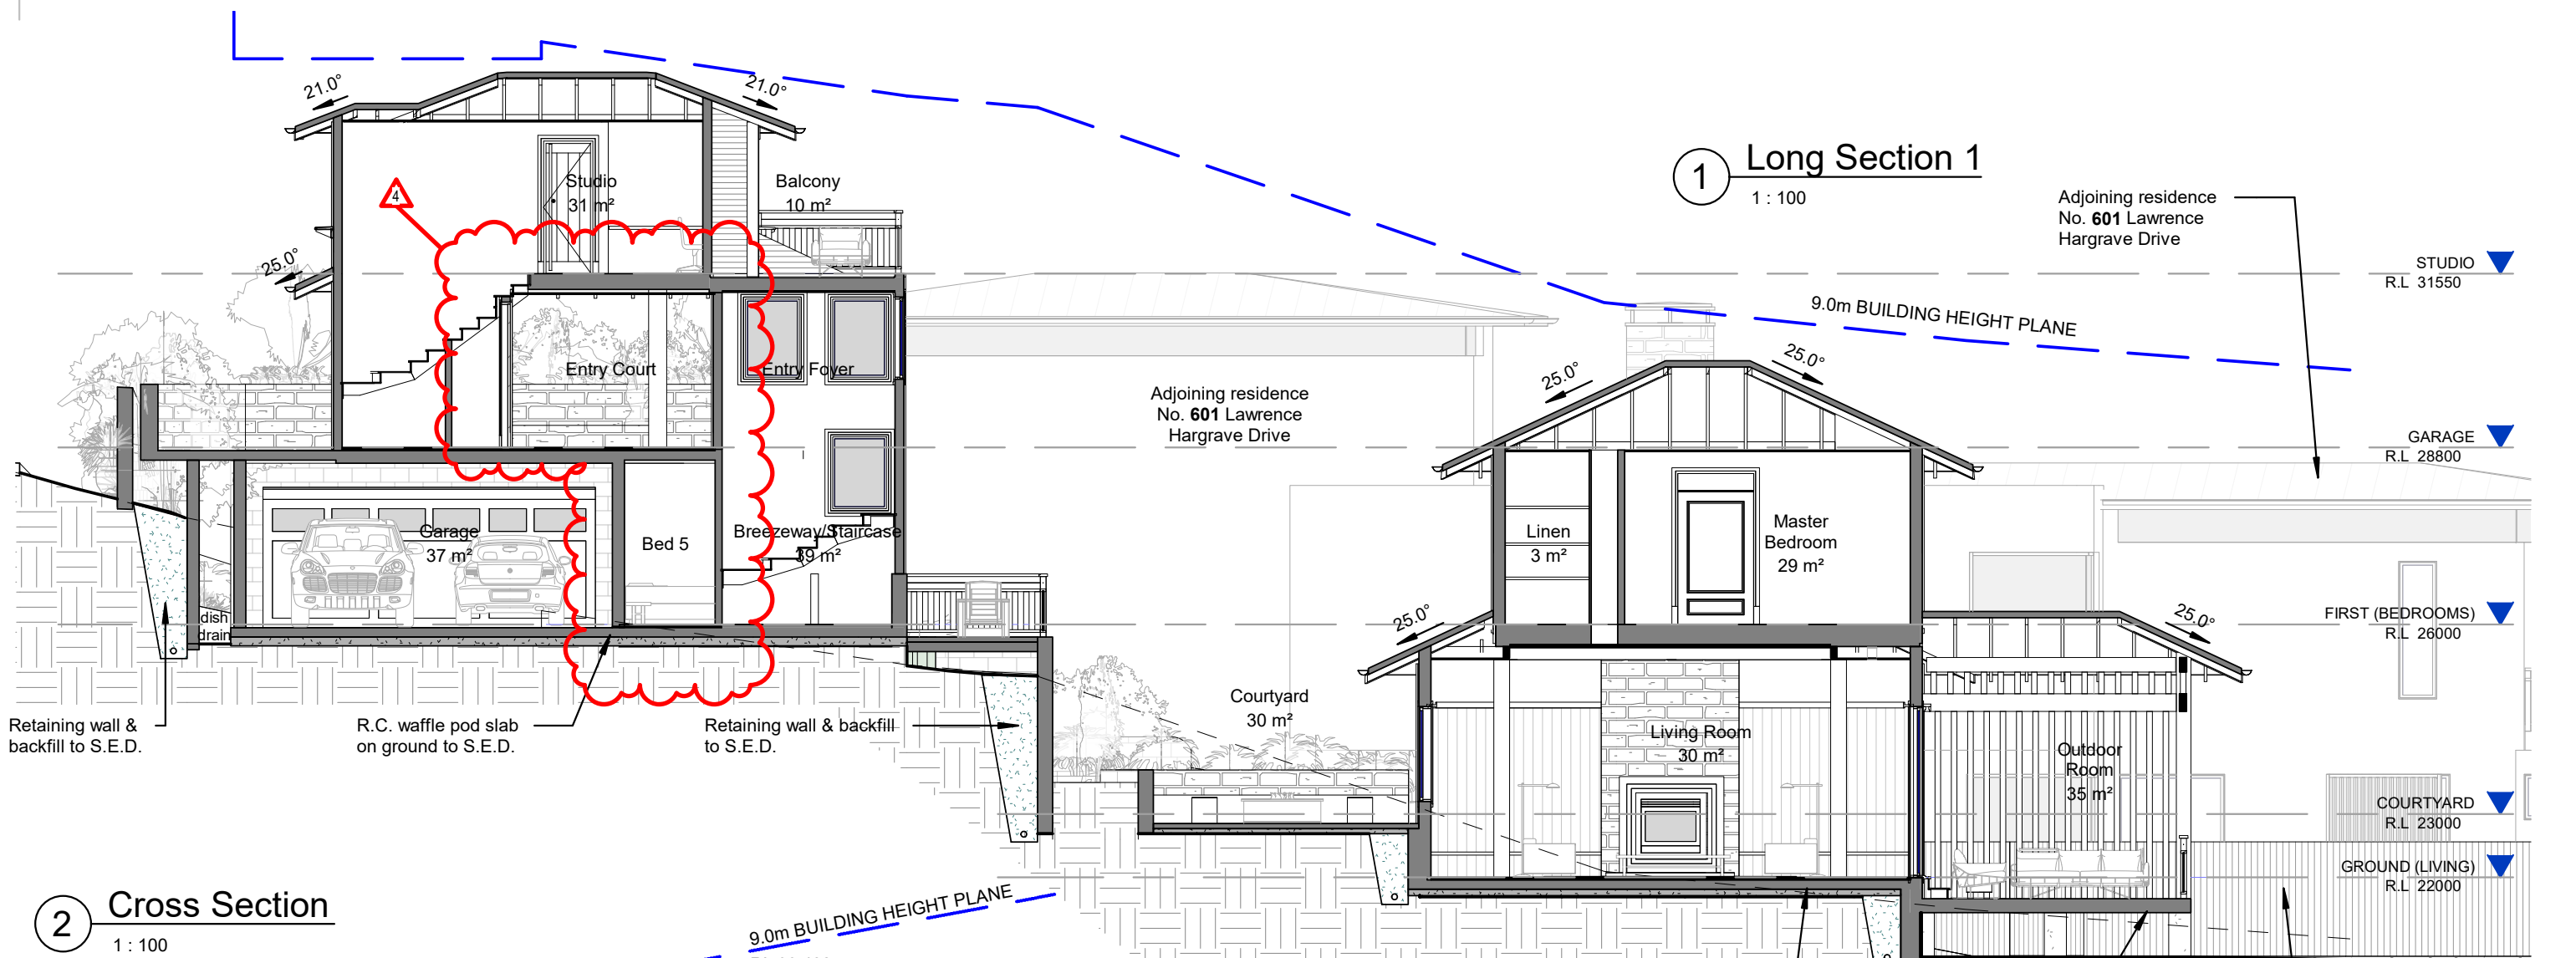 21.0°
21.0°
4
Studio
31 m²
Balcony
10 m²
25.0°
1
Long Section 1
1 : 100
Adjoining residence
No. 601 Lawrence
Hargrave Drive
STUDIO
R.L 31550
9.0m BUILDING HEIGHT PLANE
Entry Court
Entry Foyer
Adjoining residence
No. 601 Lawrence
Hargrave Drive
25.0°
25.0°
GARAGE
R.L 28800
Garage
37 m²
Bed 5
Breezeway/Staircase
39 m²
Linen
3 m²
Master
Bedroom
29 m²
dish
drain
25.0°
25.0°
FIRST (BEDROOMS)
R.L 26000
Retaining wall &
backfill to S.E.D.
R.C. waffle pod slab
on ground to S.E.D.
Retaining wall & backfill
to S.E.D.
Courtyard
30 m²
Living Room
30 m²
Outdoor
Room
35 m²
COURTYARD
R.L 23000
GROUND (LIVING)
R.L 22000
2
Cross Section
1 : 100
9.0m BUILDING HEIGHT PLANE